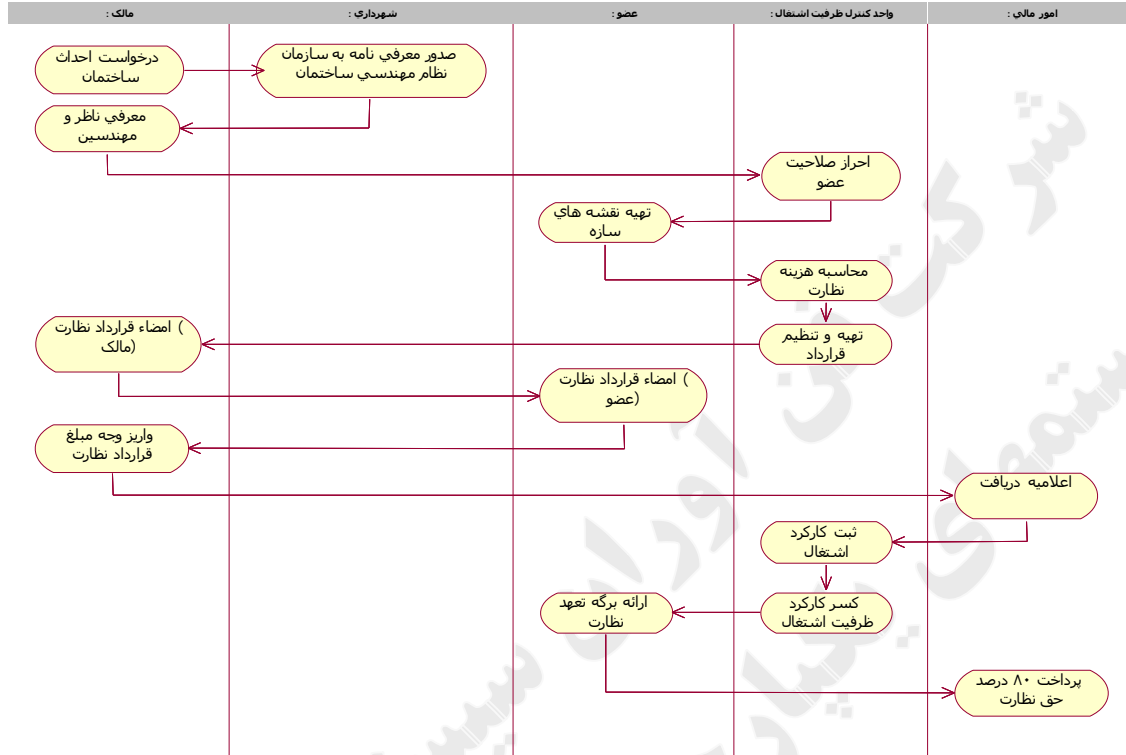 مالک :
شهرداري :
عضو :
واحد کنترل ظرفيت اشتغال :
امور مالي :
درخواست احداث
ساختمان
صدور معرفي نامه به سازمان
نظام مهندسي ساختمان
معرفي ناظر و
مهندسين
احراز صلاحيت
عضو
تهيه نقشه هاي
سازه
محاسبه هزينه
نظارت
تهيه و تنظيم
قرارداد
امضاء قرارداد نظارت (
مالک)
امضاء قرارداد نظارت (
عضو)
واريز وجه مبلغ
قرارداد نظارت
اعلاميه دريافت
ثبت کارکرد
اشتغال
کسر کارکرد
ظرفيت اشتغال
ارائه برگه تعهد
نظارت
پرداخت ۸۰ درصد
حق نظارت
شرکت فن آوران